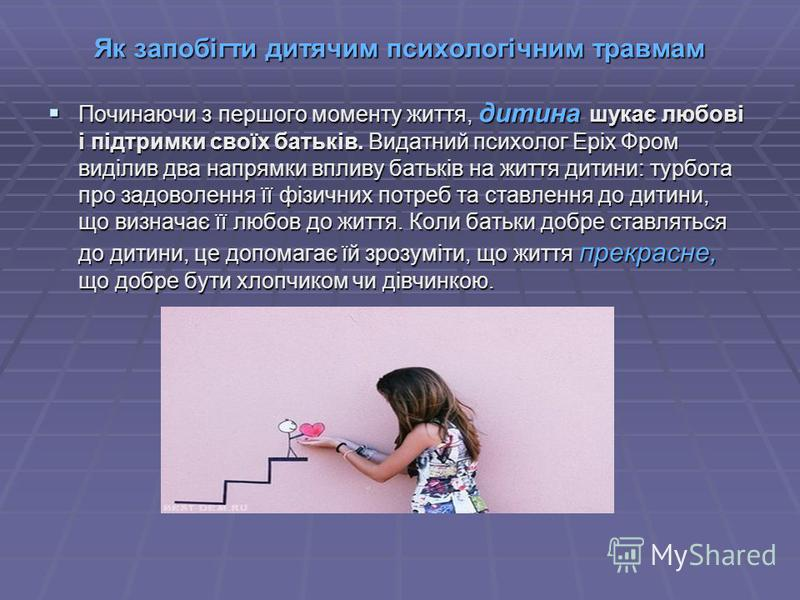 Як запобігти дитячим психологічним травмам
Починаючи з першого моменту життя, дитина шукає любові
і підтримки своїх батьків. Видатний психолог Еріх Фром
виділив два напрямки впливу батьків на життя дитини: турбота
про задоволення її фізичних потреб та ставлення до дитини,
що визначає її любов до життя. Коли батьки добре ставляться
до дитини, це допомагає їй зрозуміти, що життя прекрасне,
що добре бути хлопчиком чи дівчинкою.
BEST-DEM.RU
MyShared